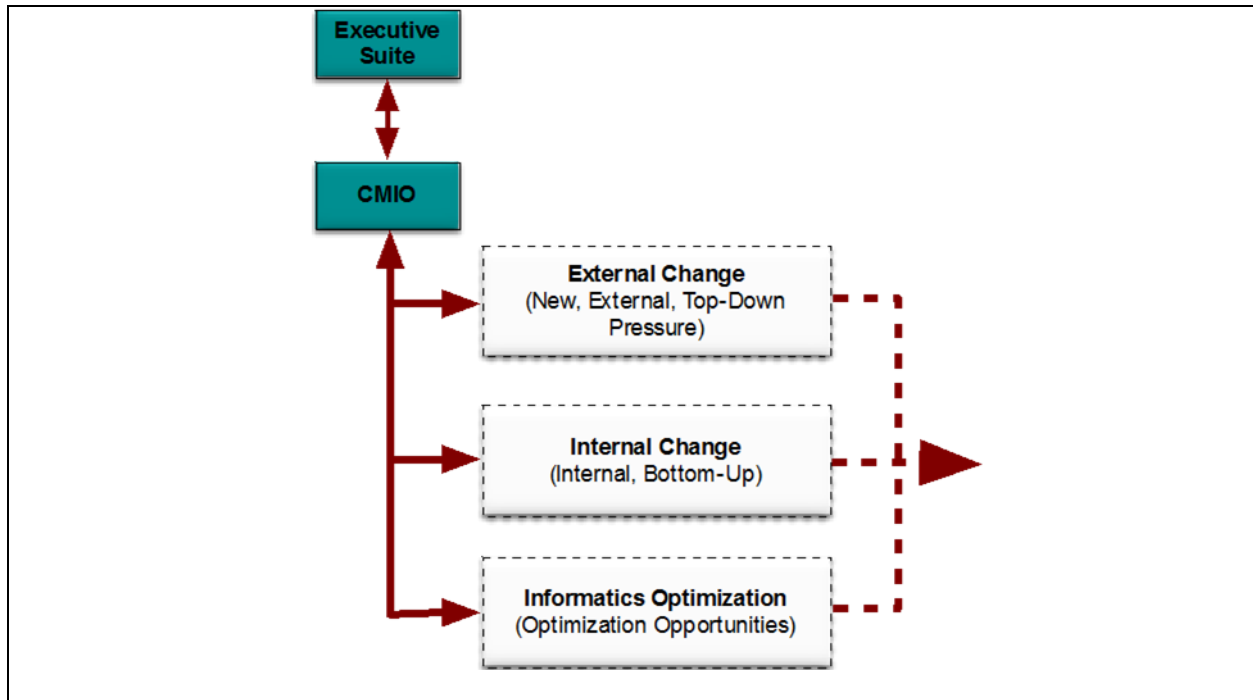 Executive
Suite
CMIO
External Change
(New, External, Top-Down
Pressure)
Internal Change
(Internal, Bottom-Up)
Informatics Optimization
(Optimization Opportunities)